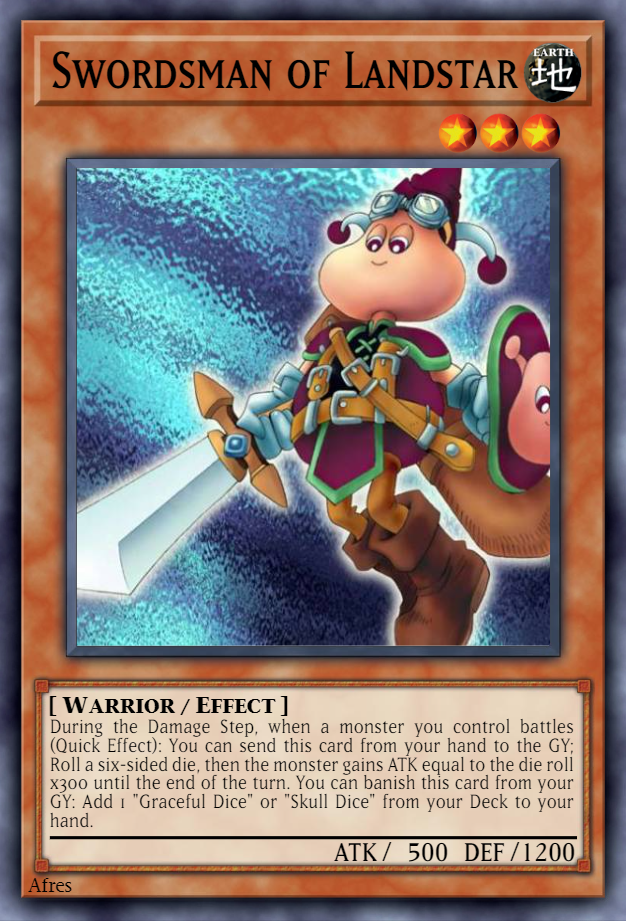 Swordsman of Landstar
EARTH
地
[ Warrior / Effect ]
During the Damage Step, when a monster you control battles
(Quick Effect): You can send this card from your hand to the GY;
Roll a six-sided die, then the monster gains ATK equal to the die roll
x300 until the end of the turn. You can banish this card from your
GY: Add 1 "Graceful Dice" or "Skull Dice" from your Deck to your
hand.
ATK / 500 DEF /1200
Afres